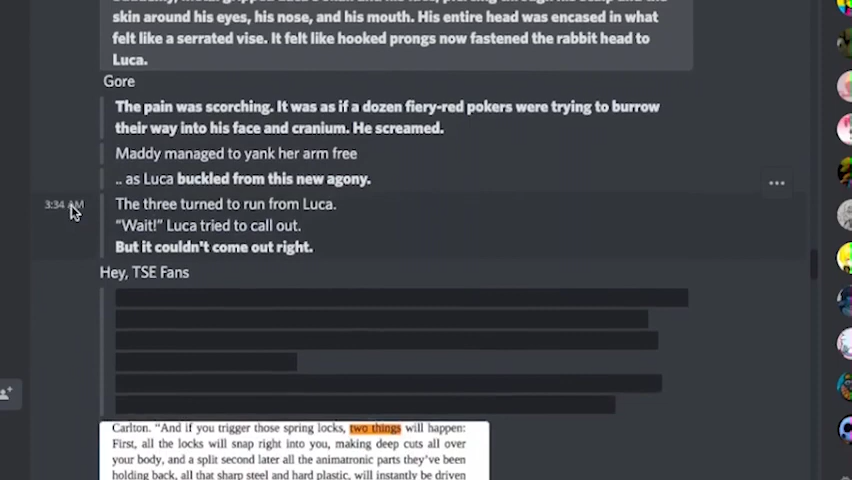 skin around his eyes, his nose, and his mouth. His entire head was encased in what
felt like a serrated vise. It felt like hooked prongs now fastened the rabbit head to
Luca.
Gore
The pain was scorching. It was as if a dozen fiery-red pokers were trying to burrow
their way into his face and cranium. He screamed.
Maddy managed to yank her arm free
.. as Luca buckled from this new agony.
3:34 AM
The three turned to run from Luca.
“Wait!” Luca tried to call out.
But it couldn't come out right.
Hey, TSE Fans
Carlton. “And if you trigger those spring locks, two things will happen:
First, all the locks will snap right into you, making deep cuts all over
your body, and a split second later all the animatronic parts they’ve been
holding back, all that sharp steel and hard plastic, will instantly be driven